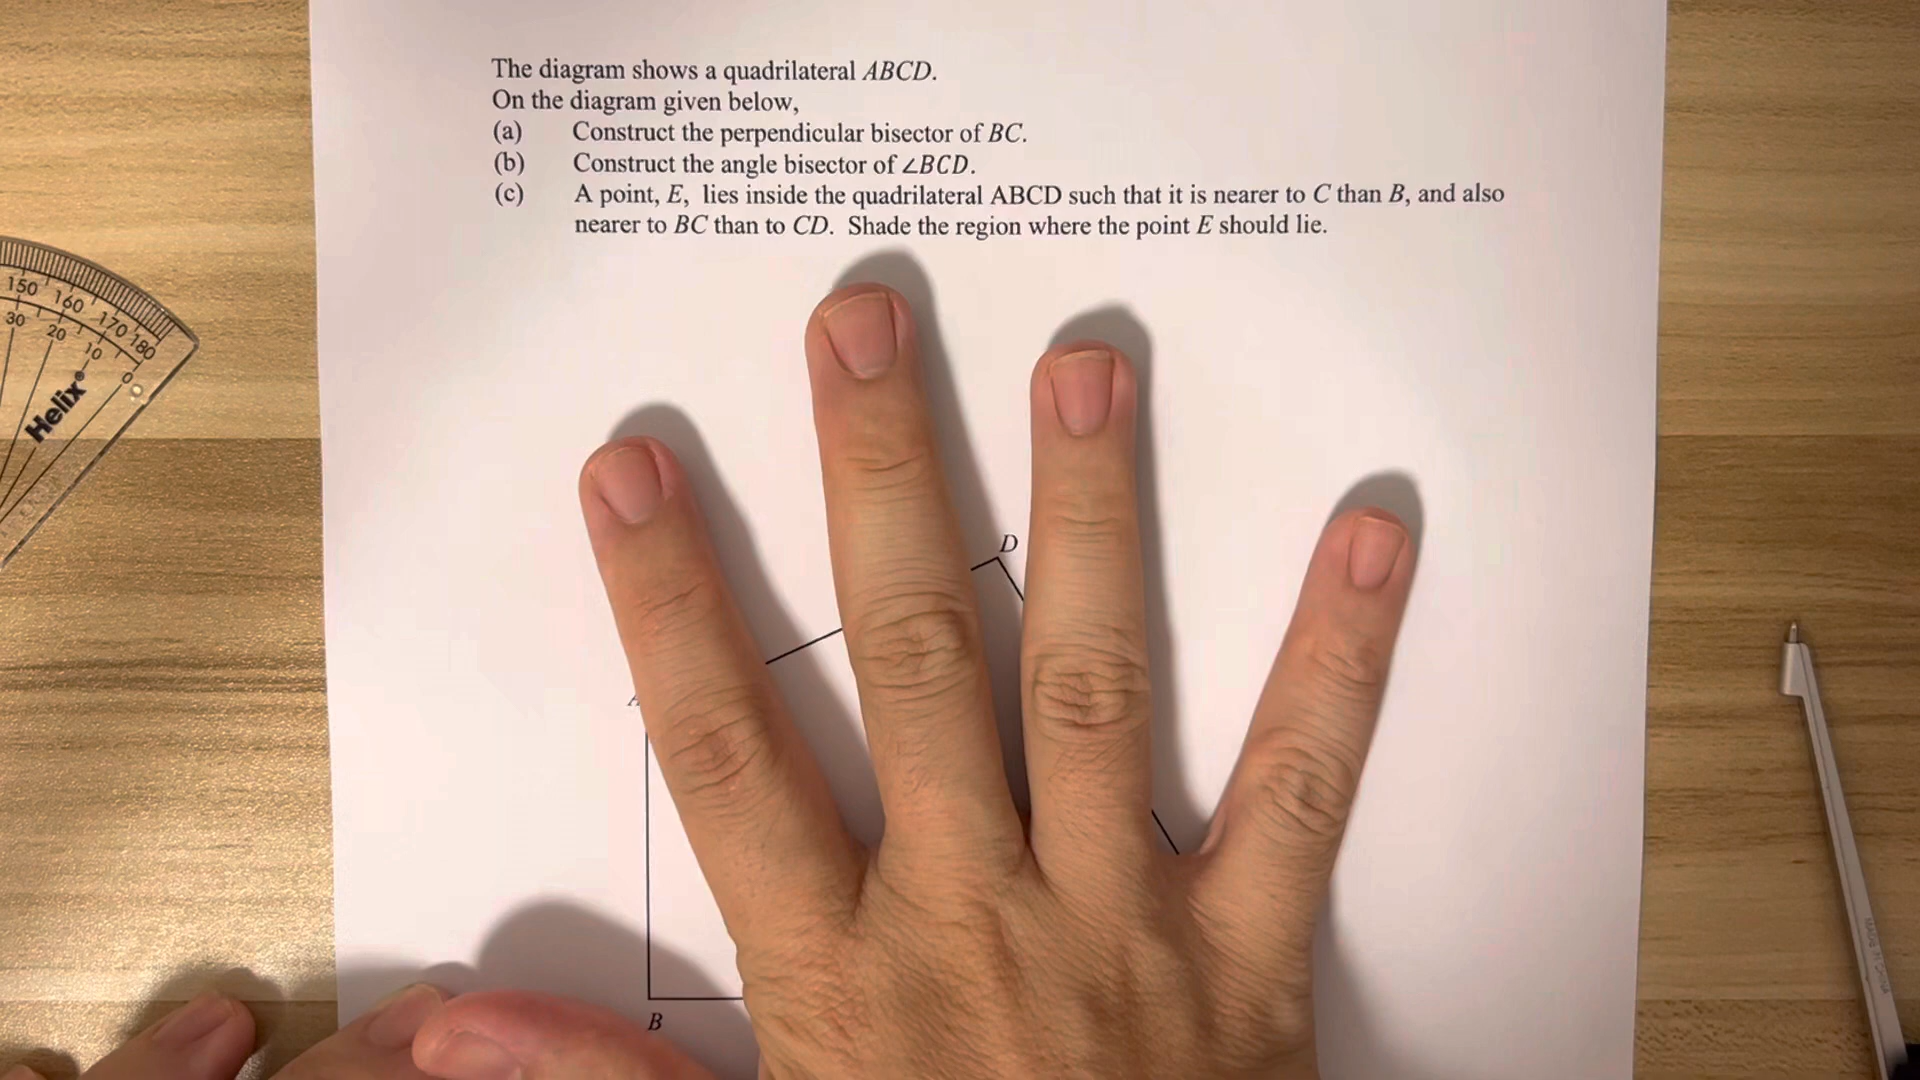 The diagram shows a quadrilateral ABCD.
On the diagram given below,
(a) Construct the perpendicular bisector of BC.
(b) Construct the angle bisector of ∠BCD.
(c) A point, E, lies inside the quadrilateral ABCD such that it is nearer to C than B, and also
nearer to BC than to CD. Shade the region where the point E should lie.
150 160 170 180
30 20 10 0
Helix®
D
B
MADE IN CHINA